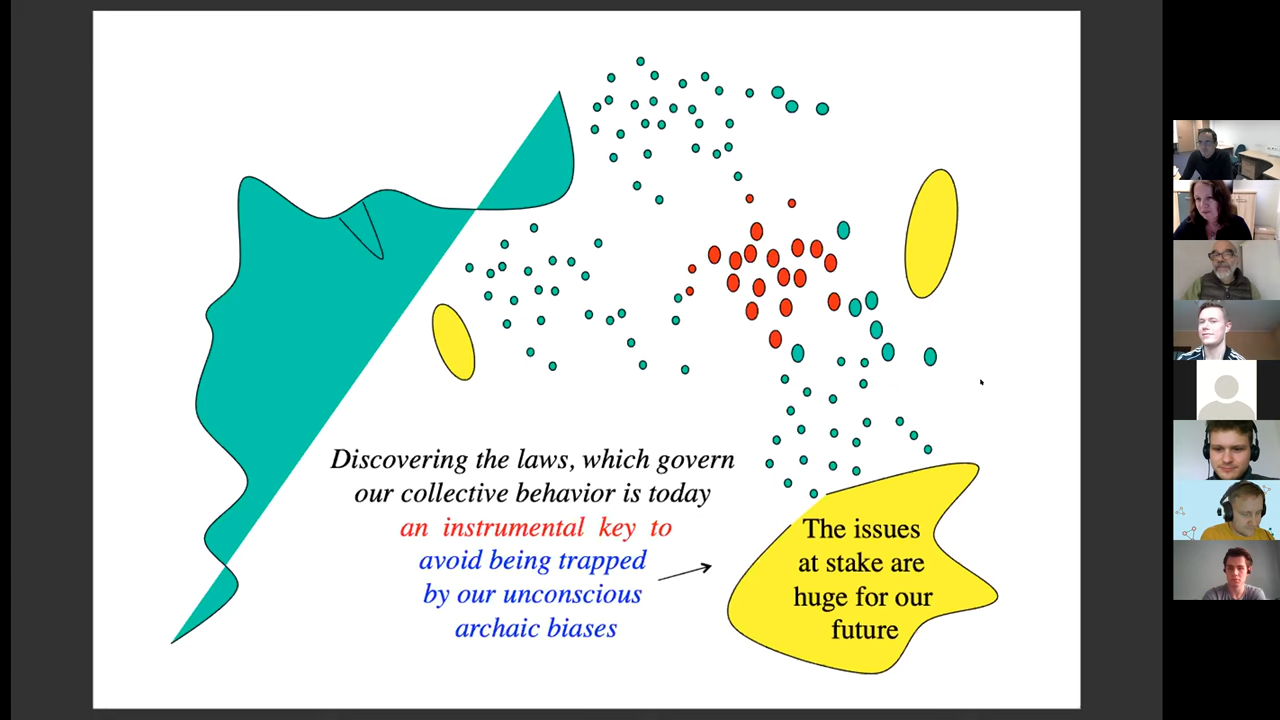 Discovering the laws, which govern
our collective behavior is today
an instrumental key to
avoid being trapped
by our unconscious
archaic biases
The issues
at stake are
huge for our
future